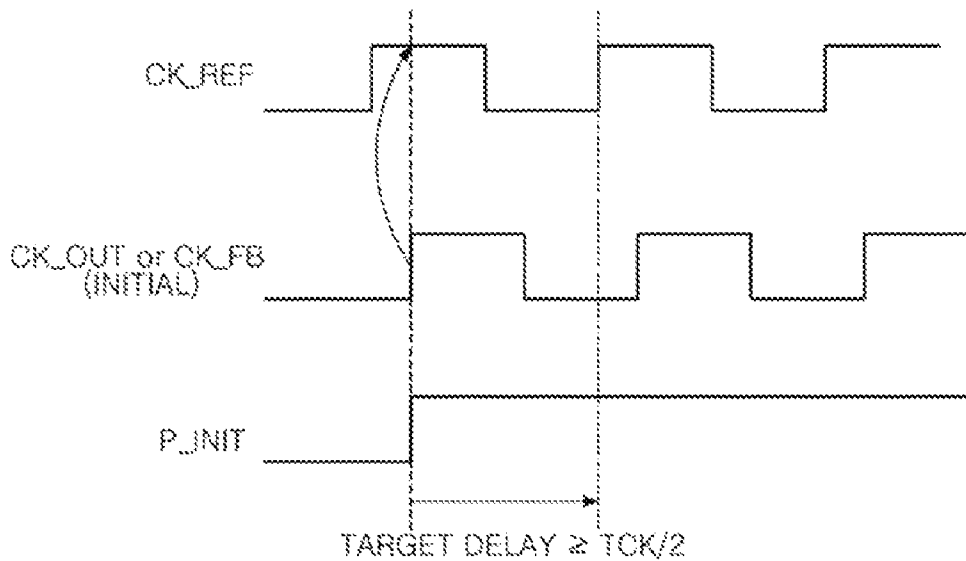 CK_REF
CK_OUT or CK_FB
(INITIAL)
P_INIT
TARGET DELAY ≥ TCK/2